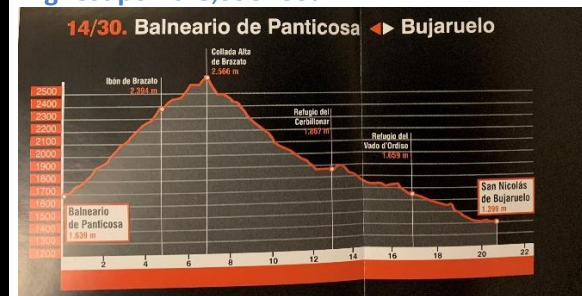 14/30. Balneario de Panticosa ◄► Bujaruelo
Collada Alta
de Brazato
2.566 m
Ibón de Brazato
2.394 m
Refugio del
Cerbillonar
1.867 m
Refugio del
Vado d'Ordiso
1.659 m
San Nicolás
de Bujaruelo
1.399 m
Balneario
de Panticosa
1.639 m
2500
2400
2300
2200
2100
2000
1900
1800
1700
1600
1500
1400
1300
1200
2 4 6 8 10 12 14 16 18 20 22